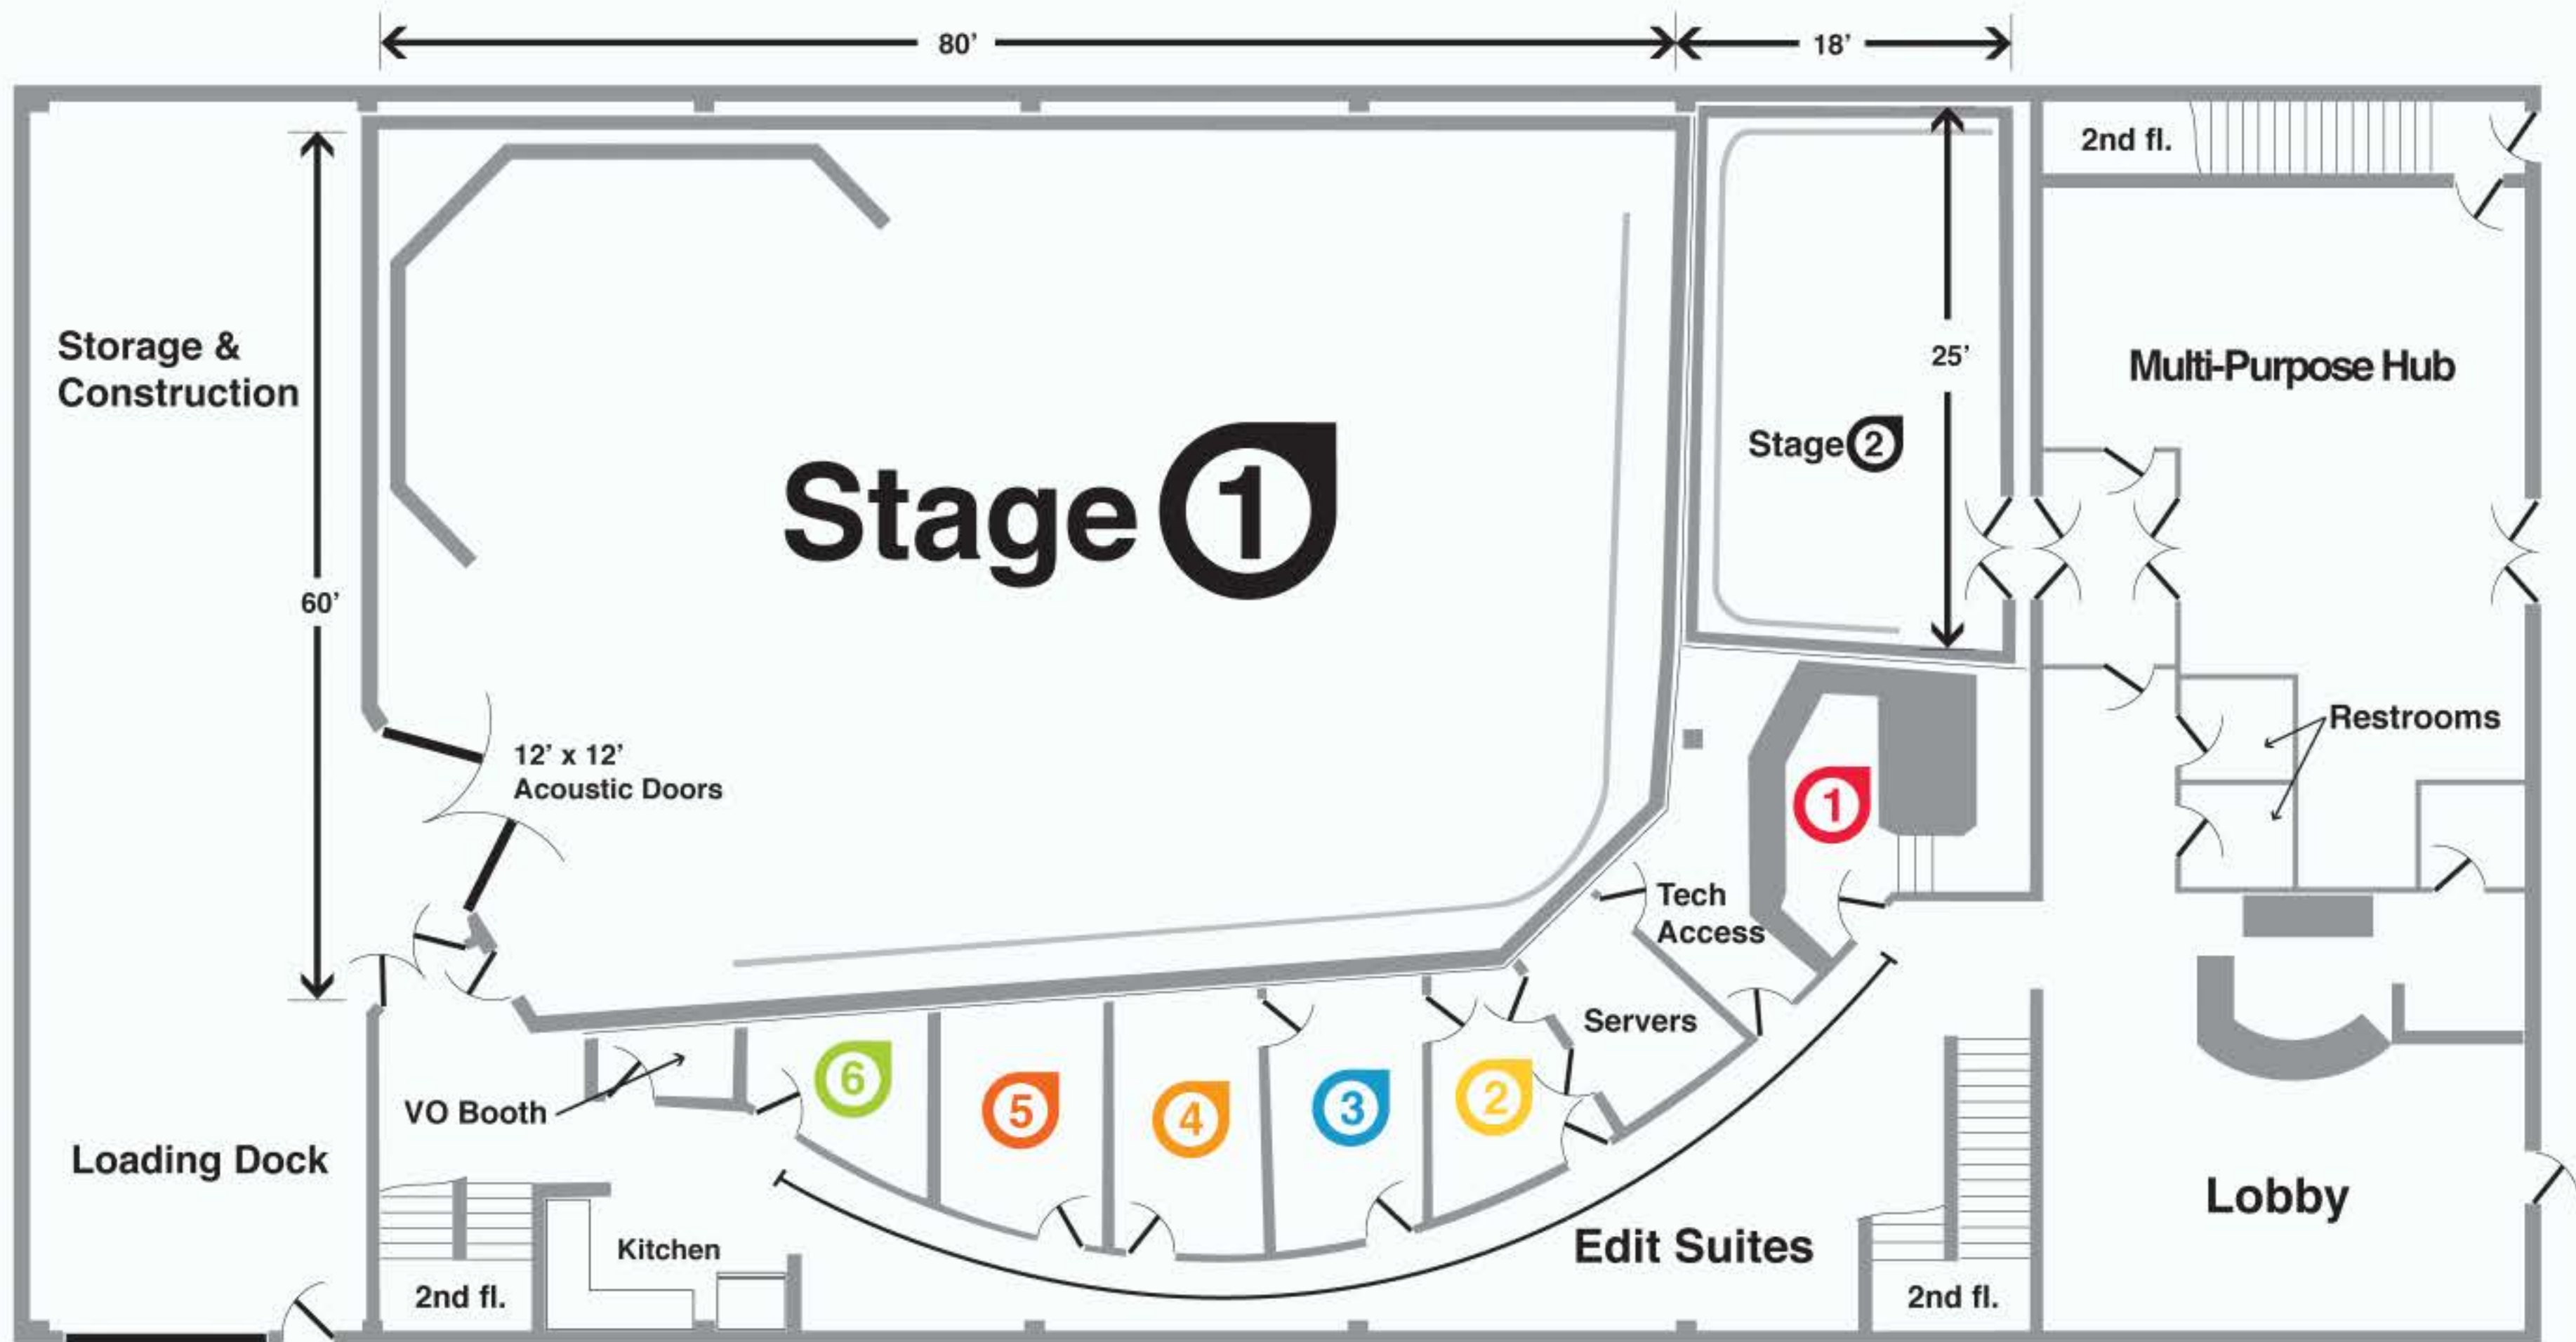 80’
18’
2nd fl.
Storage &
Construction
60’
Stage 1
Stage 2
25’
Multi-Purpose Hub
12’ x 12’
Acoustic Doors
Restrooms
1
Tech
Access
Servers
6
5
4
3
2
VO Booth
Loading Dock
Kitchen
2nd fl.
Edit Suites
2nd fl.
Lobby